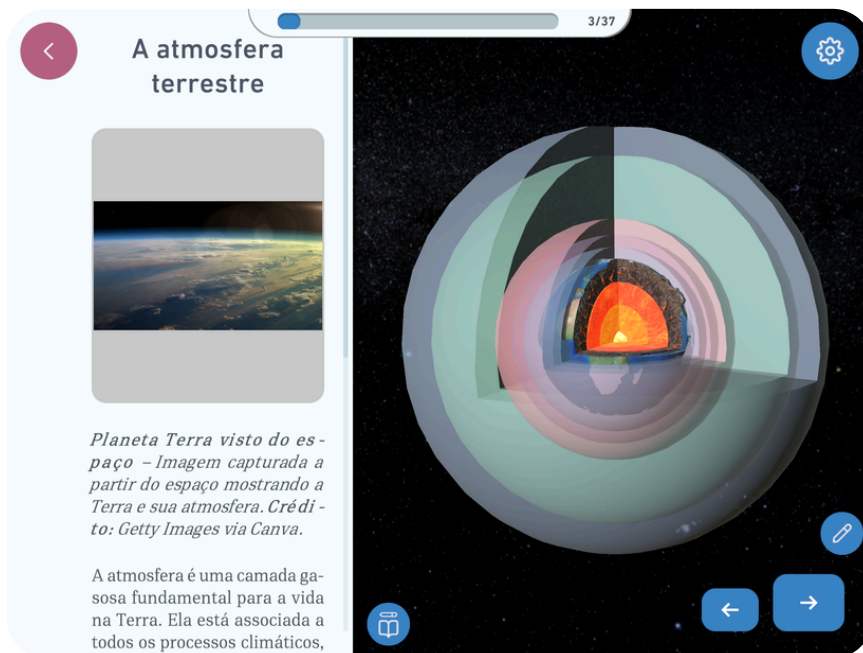 3/37
A atmosfera
terrestre
Planeta Terra visto do es-
paço – Imagem capturada a
partir do espaço mostrando a
Terra e sua atmosfera. Crédi-
to: Getty Images via Canva.
A atmosfera é uma camada ga-
sosa fundamental para a vida
na Terra. Ela está associada a
todos os processos climáticos,